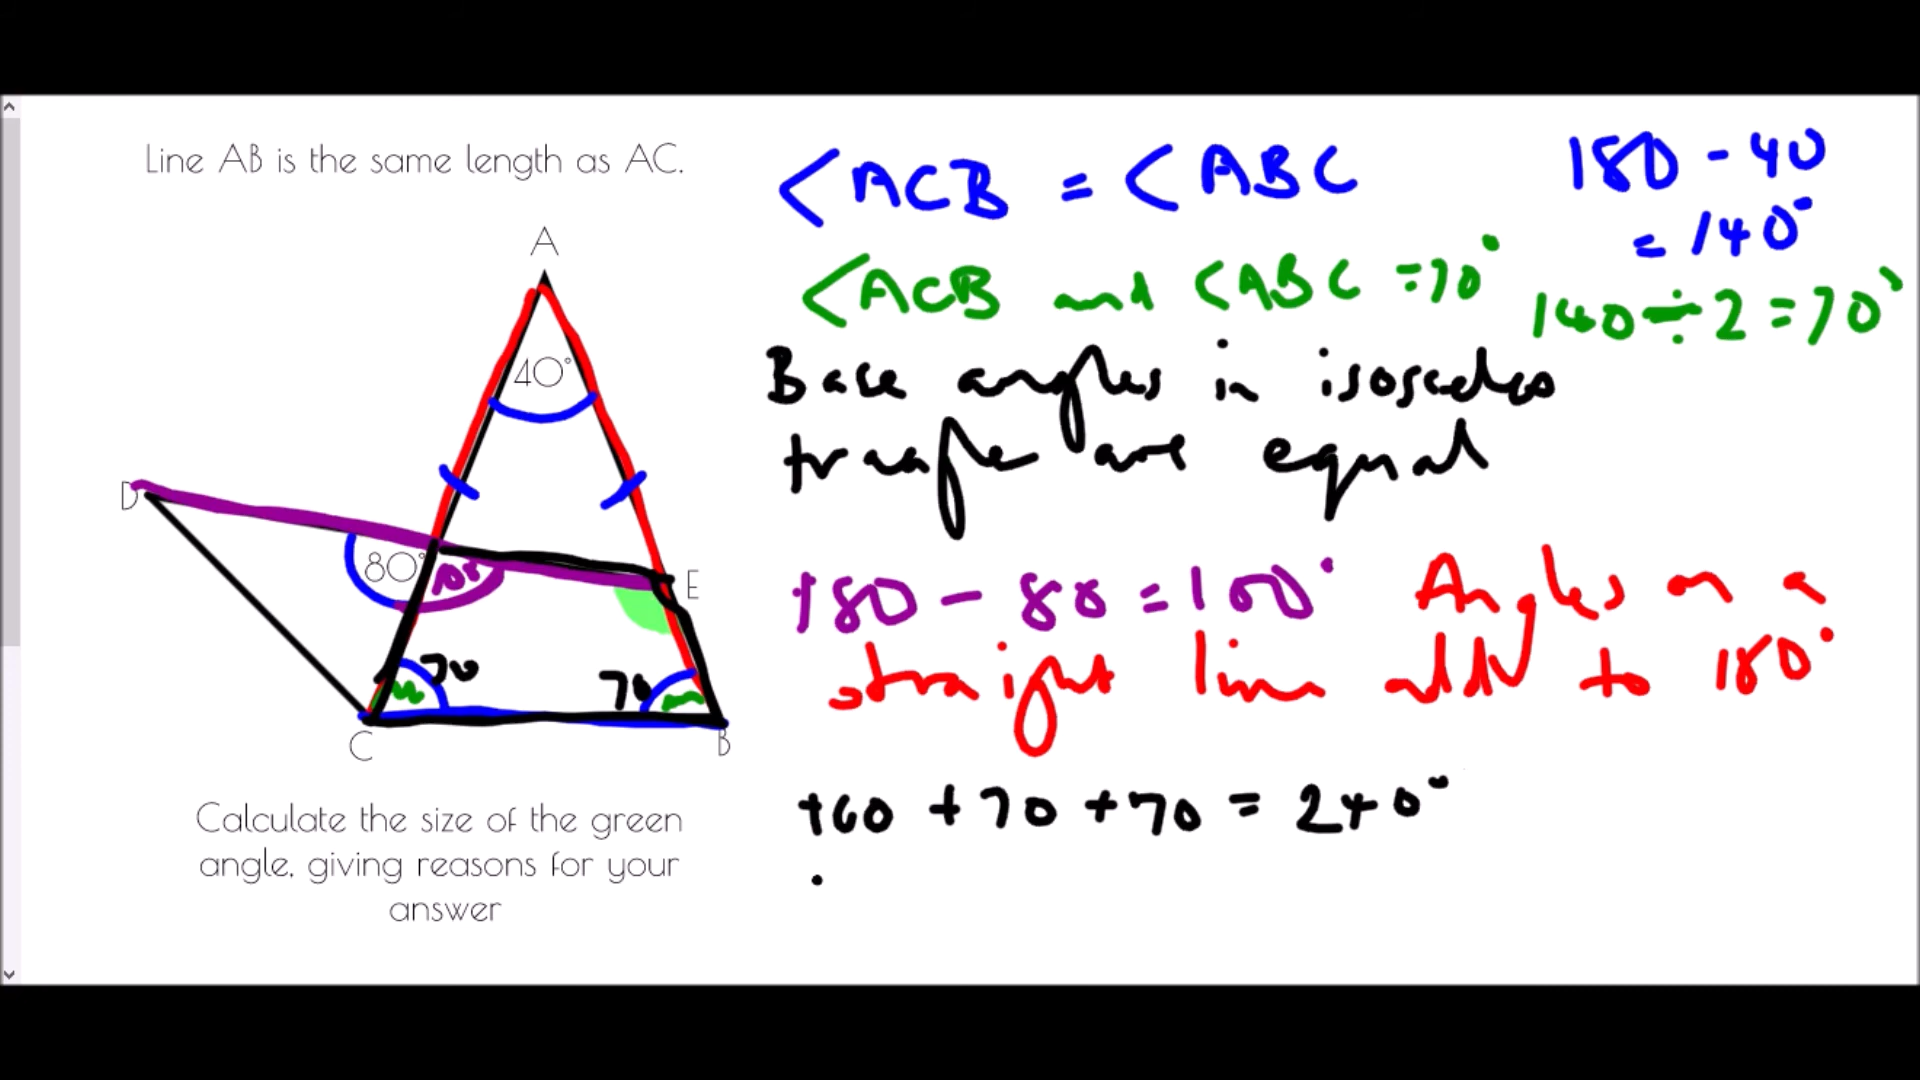 Line AB is the same length as AC.
A
40°
D
80°
100
E
70
70
C
B
Calculate the size of the green
angle, giving reasons for your
answer
<ACB = <ABC
180 - 40
= 140°
<ACB and <ABC = 70°
140 ÷ 2 = 70°
Base angles in isosceles
triangle are equal
180 - 80 = 100° Angles on a
straight line add to 180°
100 + 70 + 70 = 240°